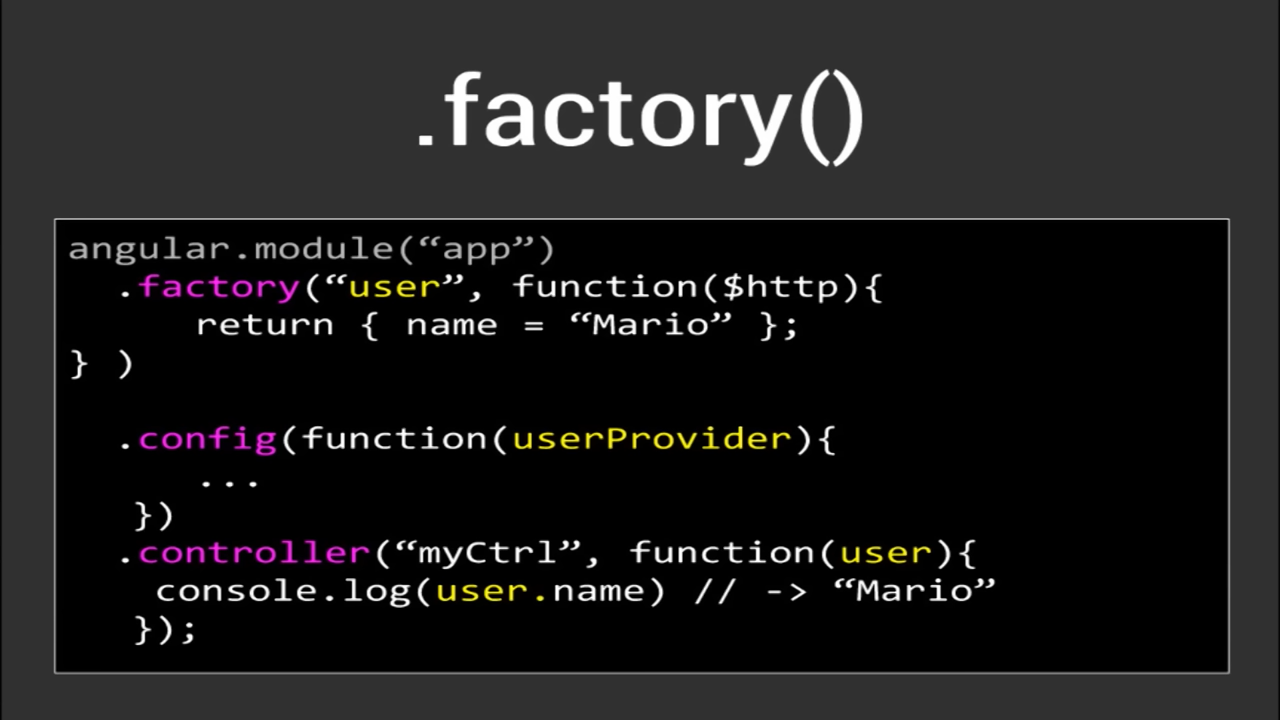 .factory()
angular.module(“app”)
.factory(“user”, function($http){
return { name = “Mario” };
} )
.config(function(userProvider){
...
})
.controller(“myCtrl”, function(user){
console.log(user.name) // -> “Mario”
});